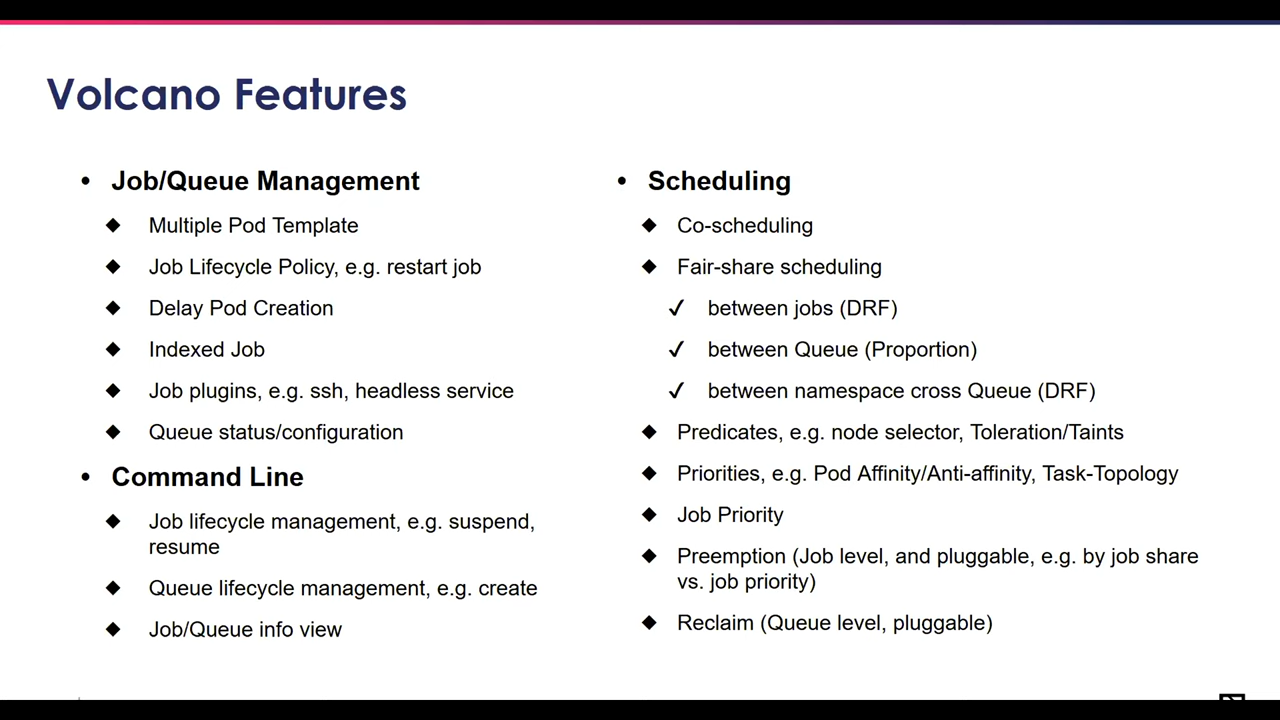 Volcano Features
• Job/Queue Management
◆ Multiple Pod Template
◆ Job Lifecycle Policy, e.g. restart job
◆ Delay Pod Creation
◆ Indexed Job
◆ Job plugins, e.g. ssh, headless service
◆ Queue status/configuration
• Command Line
◆ Job lifecycle management, e.g. suspend,
resume
◆ Queue lifecycle management, e.g. create
◆ Job/Queue info view
• Scheduling
◆ Co-scheduling
◆ Fair-share scheduling
✓ between jobs (DRF)
✓ between Queue (Proportion)
✓ between namespace cross Queue (DRF)
◆ Predicates, e.g. node selector, Toleration/Taints
◆ Priorities, e.g. Pod Affinity/Anti-affinity, Task-Topology
◆ Job Priority
◆ Preemption (Job level, and pluggable, e.g. by job share
vs. job priority)
◆ Reclaim (Queue level, pluggable)